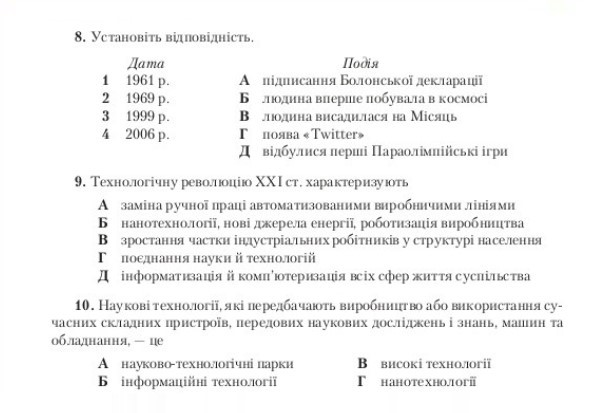 8. Установіть відповідність.
Дата Подія
1 1961 р. А підписання Болонської декларації
2 1969 р. Б людина вперше побувала в космосі
3 1999 р. В людина висадилася на Місяць
4 2006 р. Г поява «Twitter»
Д відбулися перші Параолімпійські ігри
9. Технологічну революцію ХХІ ст. характеризують
А заміна ручної праці автоматизованими виробничими лініями
Б нанотехнології, нові джерела енергії, роботизація виробництва
В зростання частки індустріальних робітників у структурі населення
Г поєднання науки й технологій
Д інформатизація й комп’ютеризація всіх сфер життя суспільства
10. Наукові технології, які передбачають виробництво або використання су-
часних складних пристроїв, передових наукових досліджень і знань, машин та
обладнання, — це
А науково-технологічні парки В високі технології
Б інформаційні технології Г нанотехнології